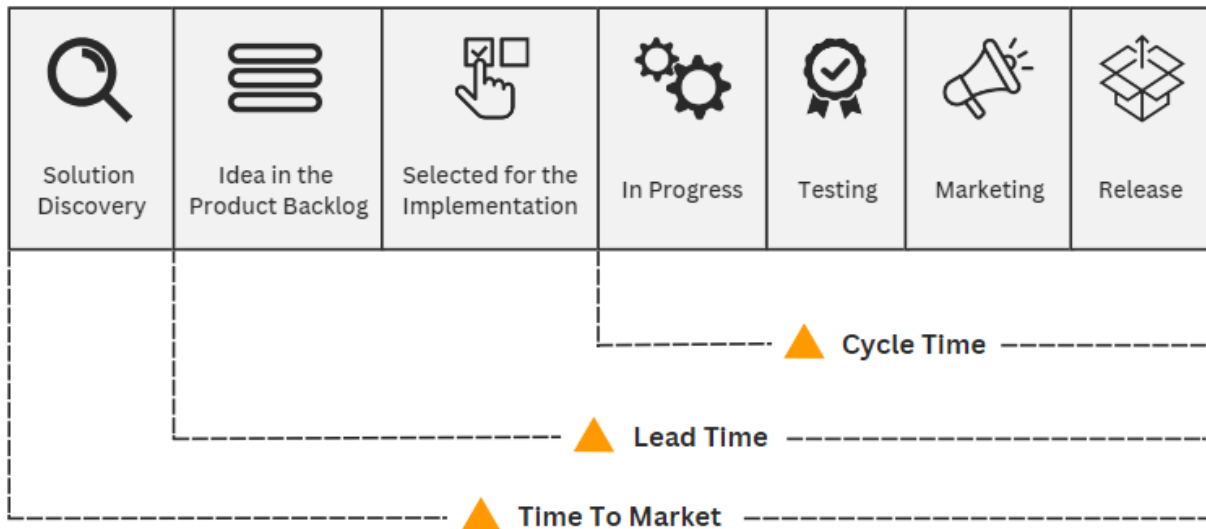 Solution
Discovery
Idea in the
Product Backlog
Selected for the
Implementation
In Progress
Testing
Marketing
Release
Cycle Time
Lead Time
Time To Market